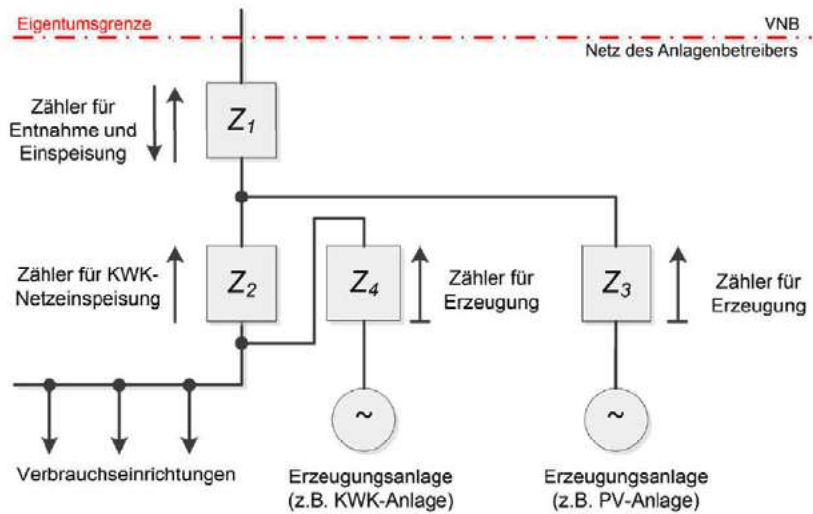 Eigentumsgrenze
VNB
Netz des Anlagenbetreibers
Zähler für
Entnahme und
Einspeisung
Z1
Zähler für KWK-
Netzeinspeisung
Z2
Z4
Zähler für
Erzeugung
Z3
Zähler für
Erzeugung
~
~
Verbrauchseinrichtungen
Erzeugungsanlage
(z.B. KWK-Anlage)
Erzeugungsanlage
(z.B. PV-Anlage)